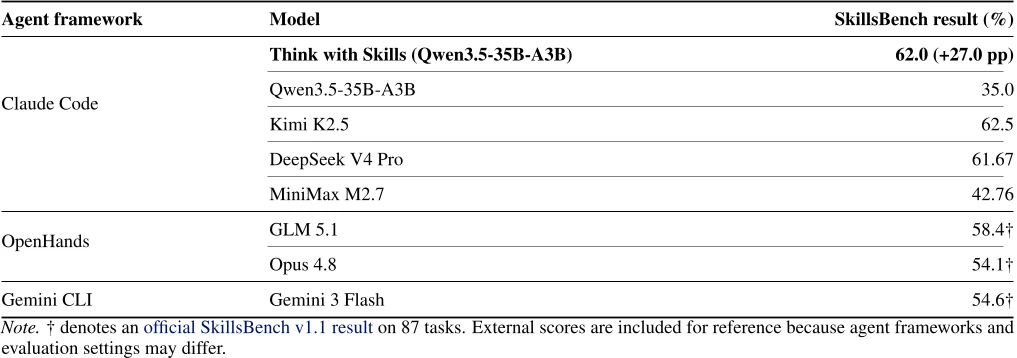 Agent framework Model SkillsBench result (%)
Think with Skills (Qwen3.5-35B-A3B) 62.0 (+27.0 pp)
Claude Code
Qwen3.5-35B-A3B 35.0
Kimi K2.5 62.5
DeepSeek V4 Pro 61.67
MiniMax M2.7 42.76
OpenHands
GLM 5.1 58.4†
Opus 4.8 54.1†
Gemini CLI Gemini 3 Flash 54.6†
Note. † denotes an official SkillsBench v1.1 result on 87 tasks. External scores are included for reference because agent frameworks and
evaluation settings may differ.